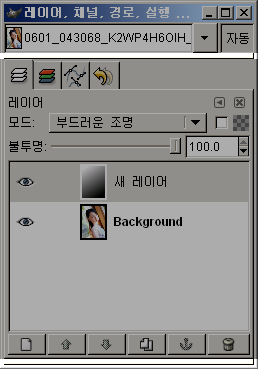 레이어, 채널, 경로, 실행 ...
0601_043068_K2WP4H6OIH_
자동
레이어
모드: 부드러운 조명
불투명: 100.0
새 레이어
Background